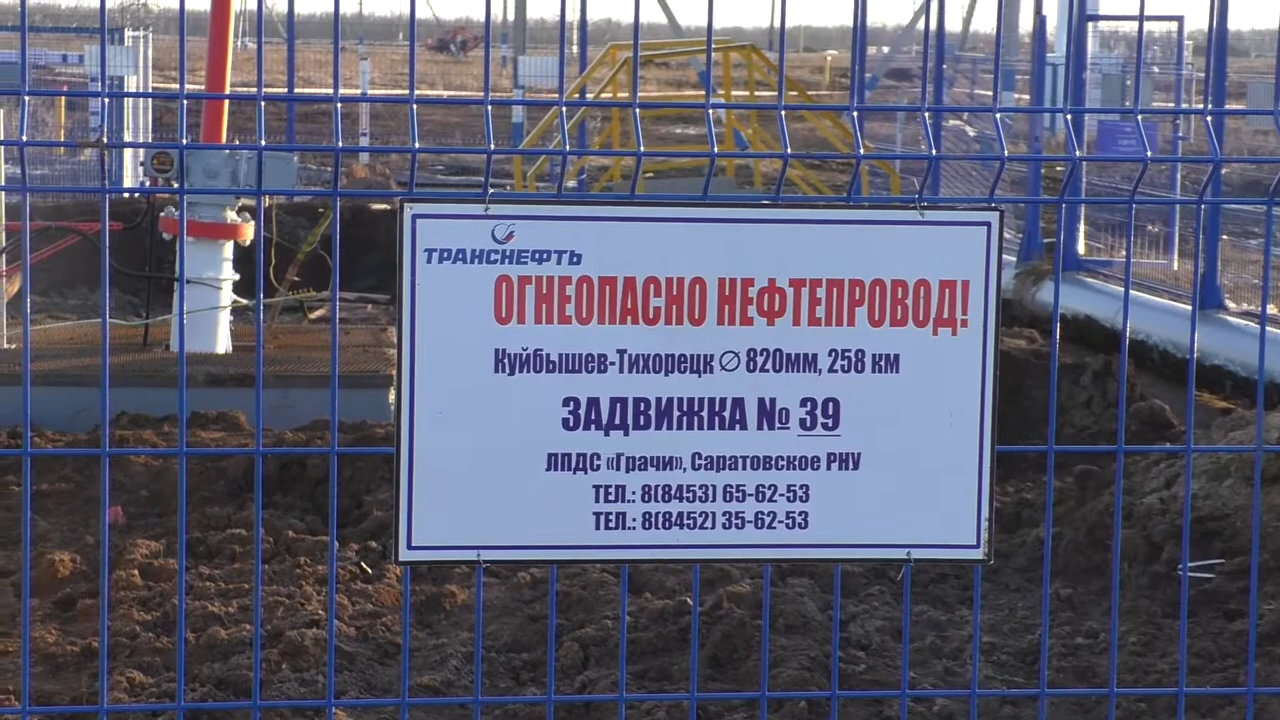 ТРАНСНЕФТЬ
ОГНЕОПАСНО НЕФТЕПРОВОД!
Куйбышев-Тихорецк ∅ 820мм, 258 км
ЗАДВИЖКА № 39
ЛПДС «Грачи», Саратовское РНУ
ТЕЛ.: 8(8453) 65-62-53
ТЕЛ.: 8(8452) 35-62-53